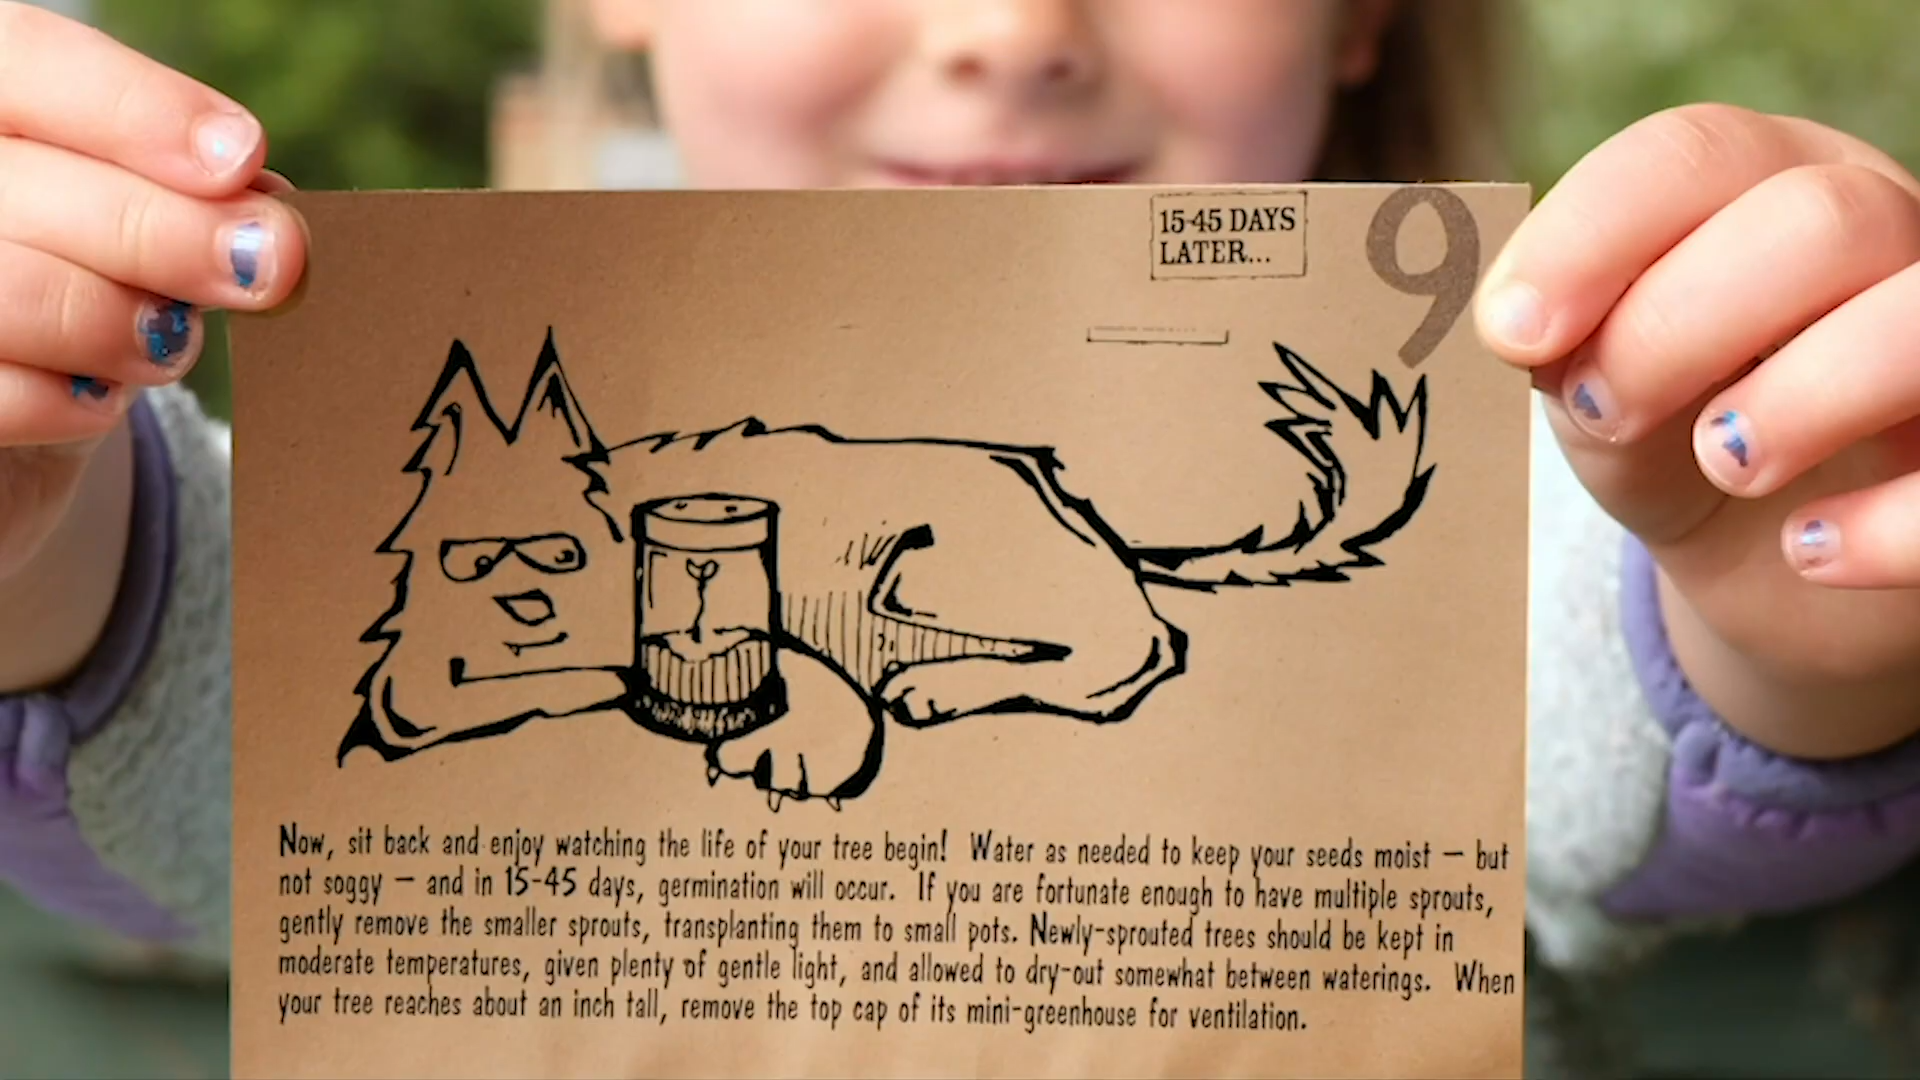 15-45 DAYS
LATER...
9
Now, sit back and enjoy watching the life of your tree begin! Water as needed to keep your seeds moist – but
not soggy – and in 15-45 days, germination will occur. If you are fortunate enough to have multiple sprouts,
gently remove the smaller sprouts, transplanting them to small pots. Newly-sprouted trees should be kept in
moderate temperatures, given plenty of gentle light, and allowed to dry-out somewhat between waterings. When
your tree reaches about an inch tall, remove the top cap of its mini-greenhouse for ventilation.